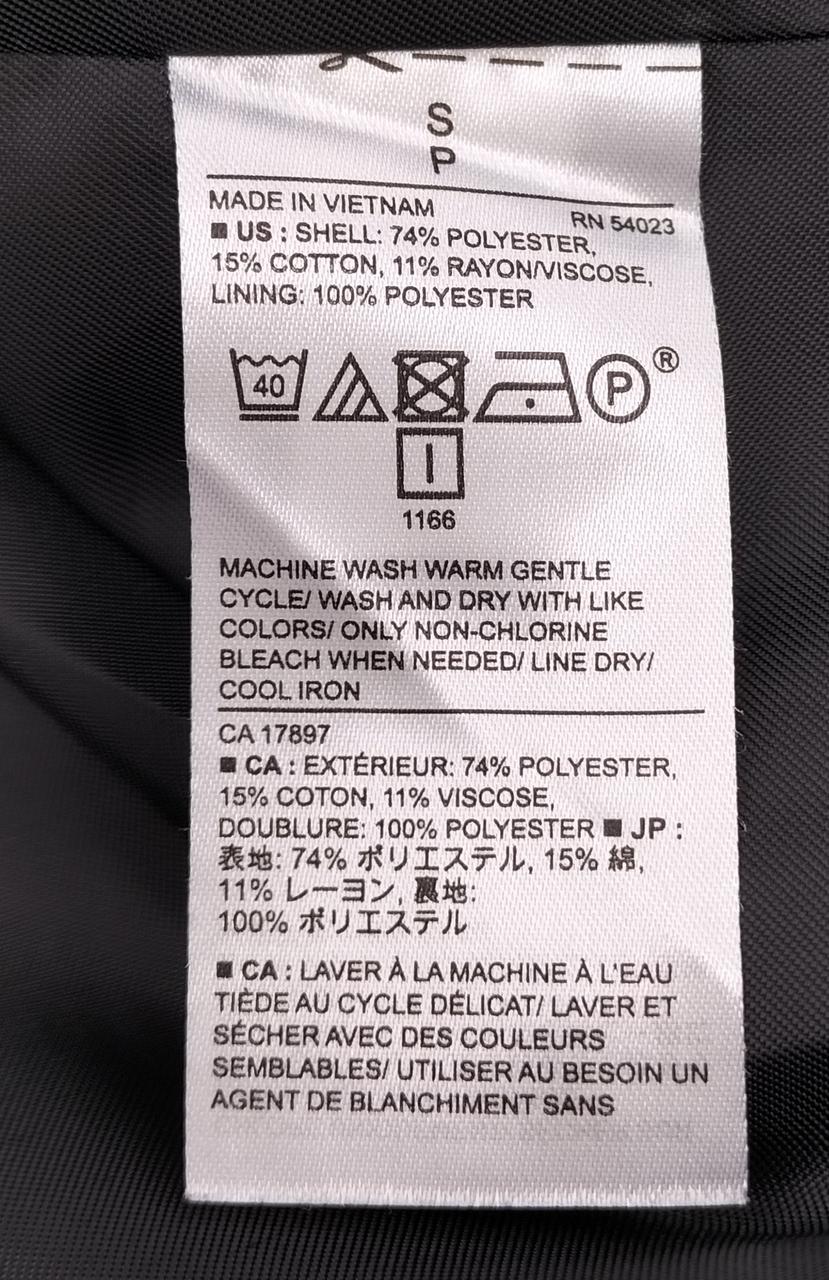 S
P
MADE IN VIETNAM
RN 54023
■ US : SHELL: 74% POLYESTER,
15% COTTON, 11% RAYON/VISCOSE,
LINING: 100% POLYESTER
40
P
®
1166
MACHINE WASH WARM GENTLE
CYCLE/ WASH AND DRY WITH LIKE
COLORS/ ONLY NON-CHLORINE
BLEACH WHEN NEEDED/ LINE DRY/
COOL IRON
CA 17897
■ CA : EXTÉRIEUR: 74% POLYESTER,
15% COTON, 11% VISCOSE,
DOUBLURE: 100% POLYESTER ■ JP :
表地: 74% ポリエステル, 15% 綿,
11% レーヨン, 裏地:
100% ポリエステル
■ CA : LAVER À LA MACHINE À L'EAU
TIÈDE AU CYCLE DÉLICAT/ LAVER ET
SÉCHER AVEC DES COULEURS
SEMBLABLES/ UTILISER AU BESOIN UN
AGENT DE BLANCHIMENT SANS